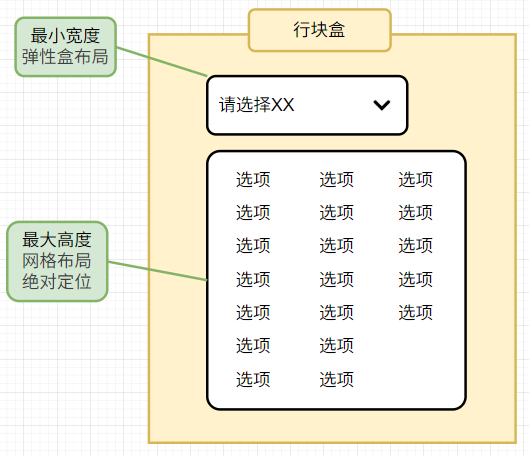 最小宽度
弹性盒布局
行块盒
请选择XX
最大高度
网格布局
绝对定位
选项 选项 选项
选项 选项 选项
选项 选项 选项
选项 选项 选项
选项 选项 选项
选项 选项
选项 选项